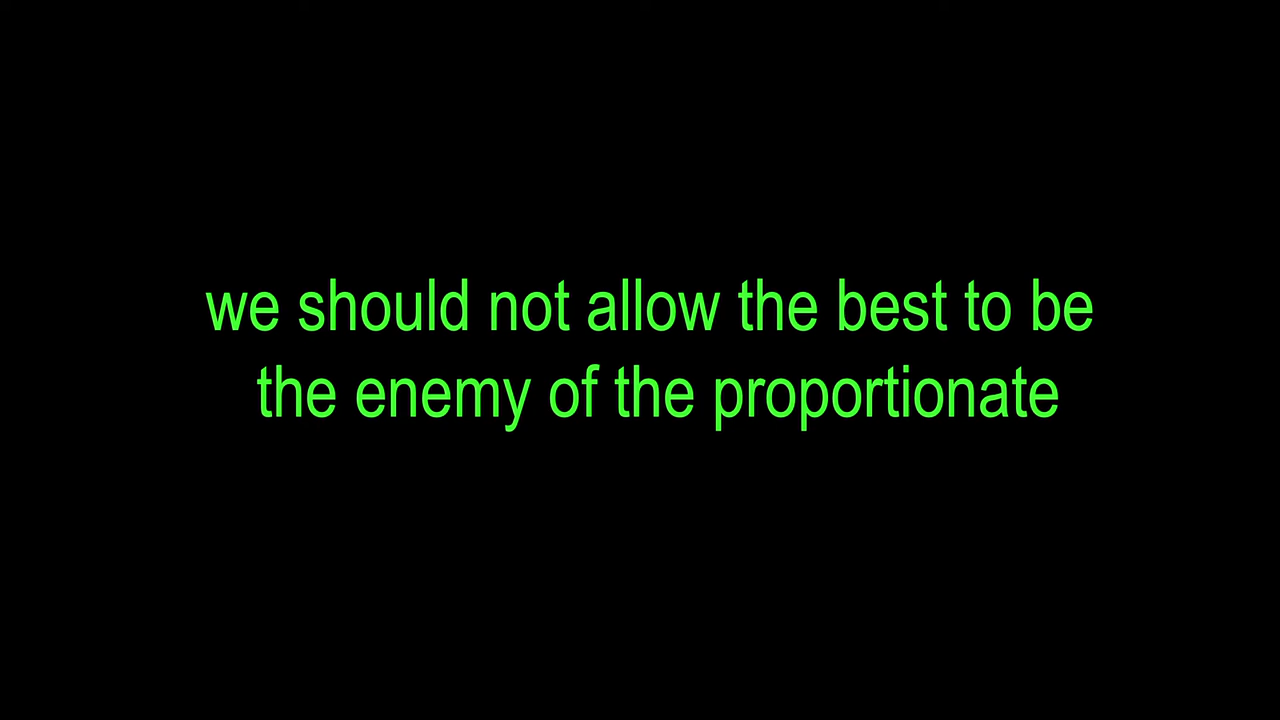 we should not allow the best to be
the enemy of the proportionate